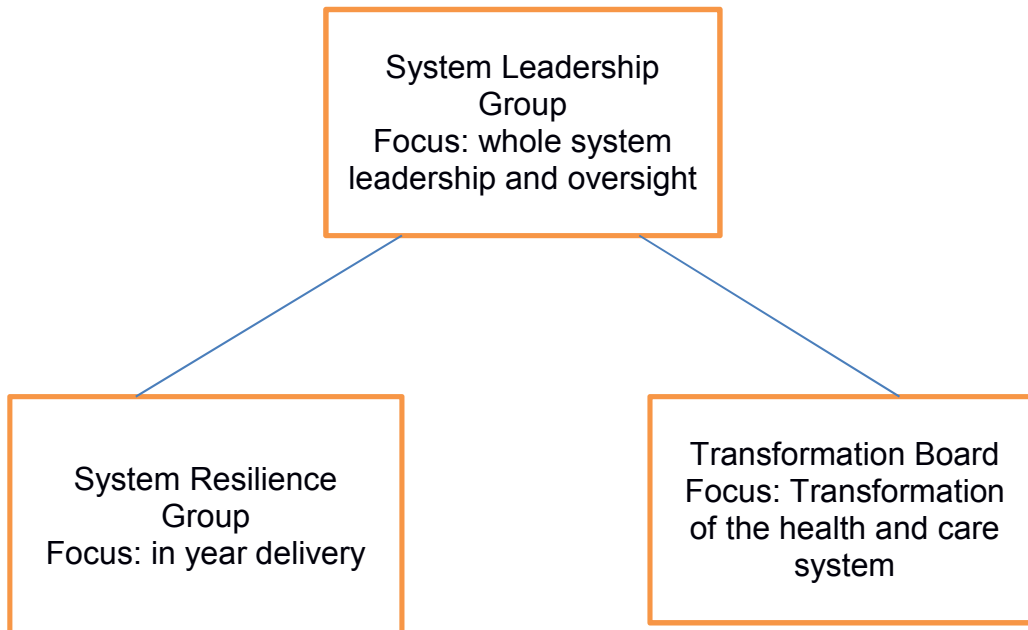 System Leadership
Group
Focus: whole system
leadership and oversight
System Resilience
Group
Focus: in year delivery
Transformation Board
Focus: Transformation
of the health and care
system